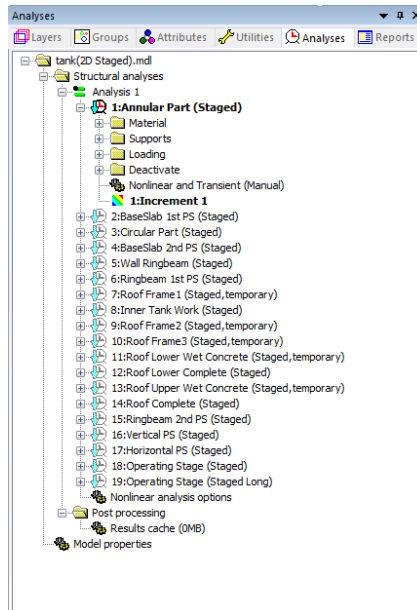 Analyses
Layers Groups Attributes Utilities Analyses Reports
tank(2D Staged).mdl
Structural analyses
Analysis 1
1:Annular Part (Staged)
Material
Supports
Loading
Deactivate
Nonlinear and Transient (Manual)
1:Increment 1
2:BaseSlab 1st PS (Staged)
3:Circular Part (Staged)
4:BaseSlab 2nd PS (Staged)
5:Wall Ringbeam (Staged)
6:Ringbeam 1st PS (Staged)
7:Roof Frame1 (Staged,temporary)
8:Inner Tank Work (Staged)
9:Roof Frame2 (Staged,temporary)
10:Roof Frame3 (Staged,temporary)
11:Roof Lower Wet Concrete (Staged,temporary)
12:Roof Lower Complete (Staged)
13:Roof Upper Wet Concrete (Staged,temporary)
14:Roof Complete (Staged)
15:Ringbeam 2nd PS (Staged)
16:Vertical PS (Staged)
17:Horizontal PS (Staged)
18:Operating Stage (Staged)
19:Operating Stage (Staged Long)
Nonlinear analysis options
Post processing
Results cache (0MB)
Model properties